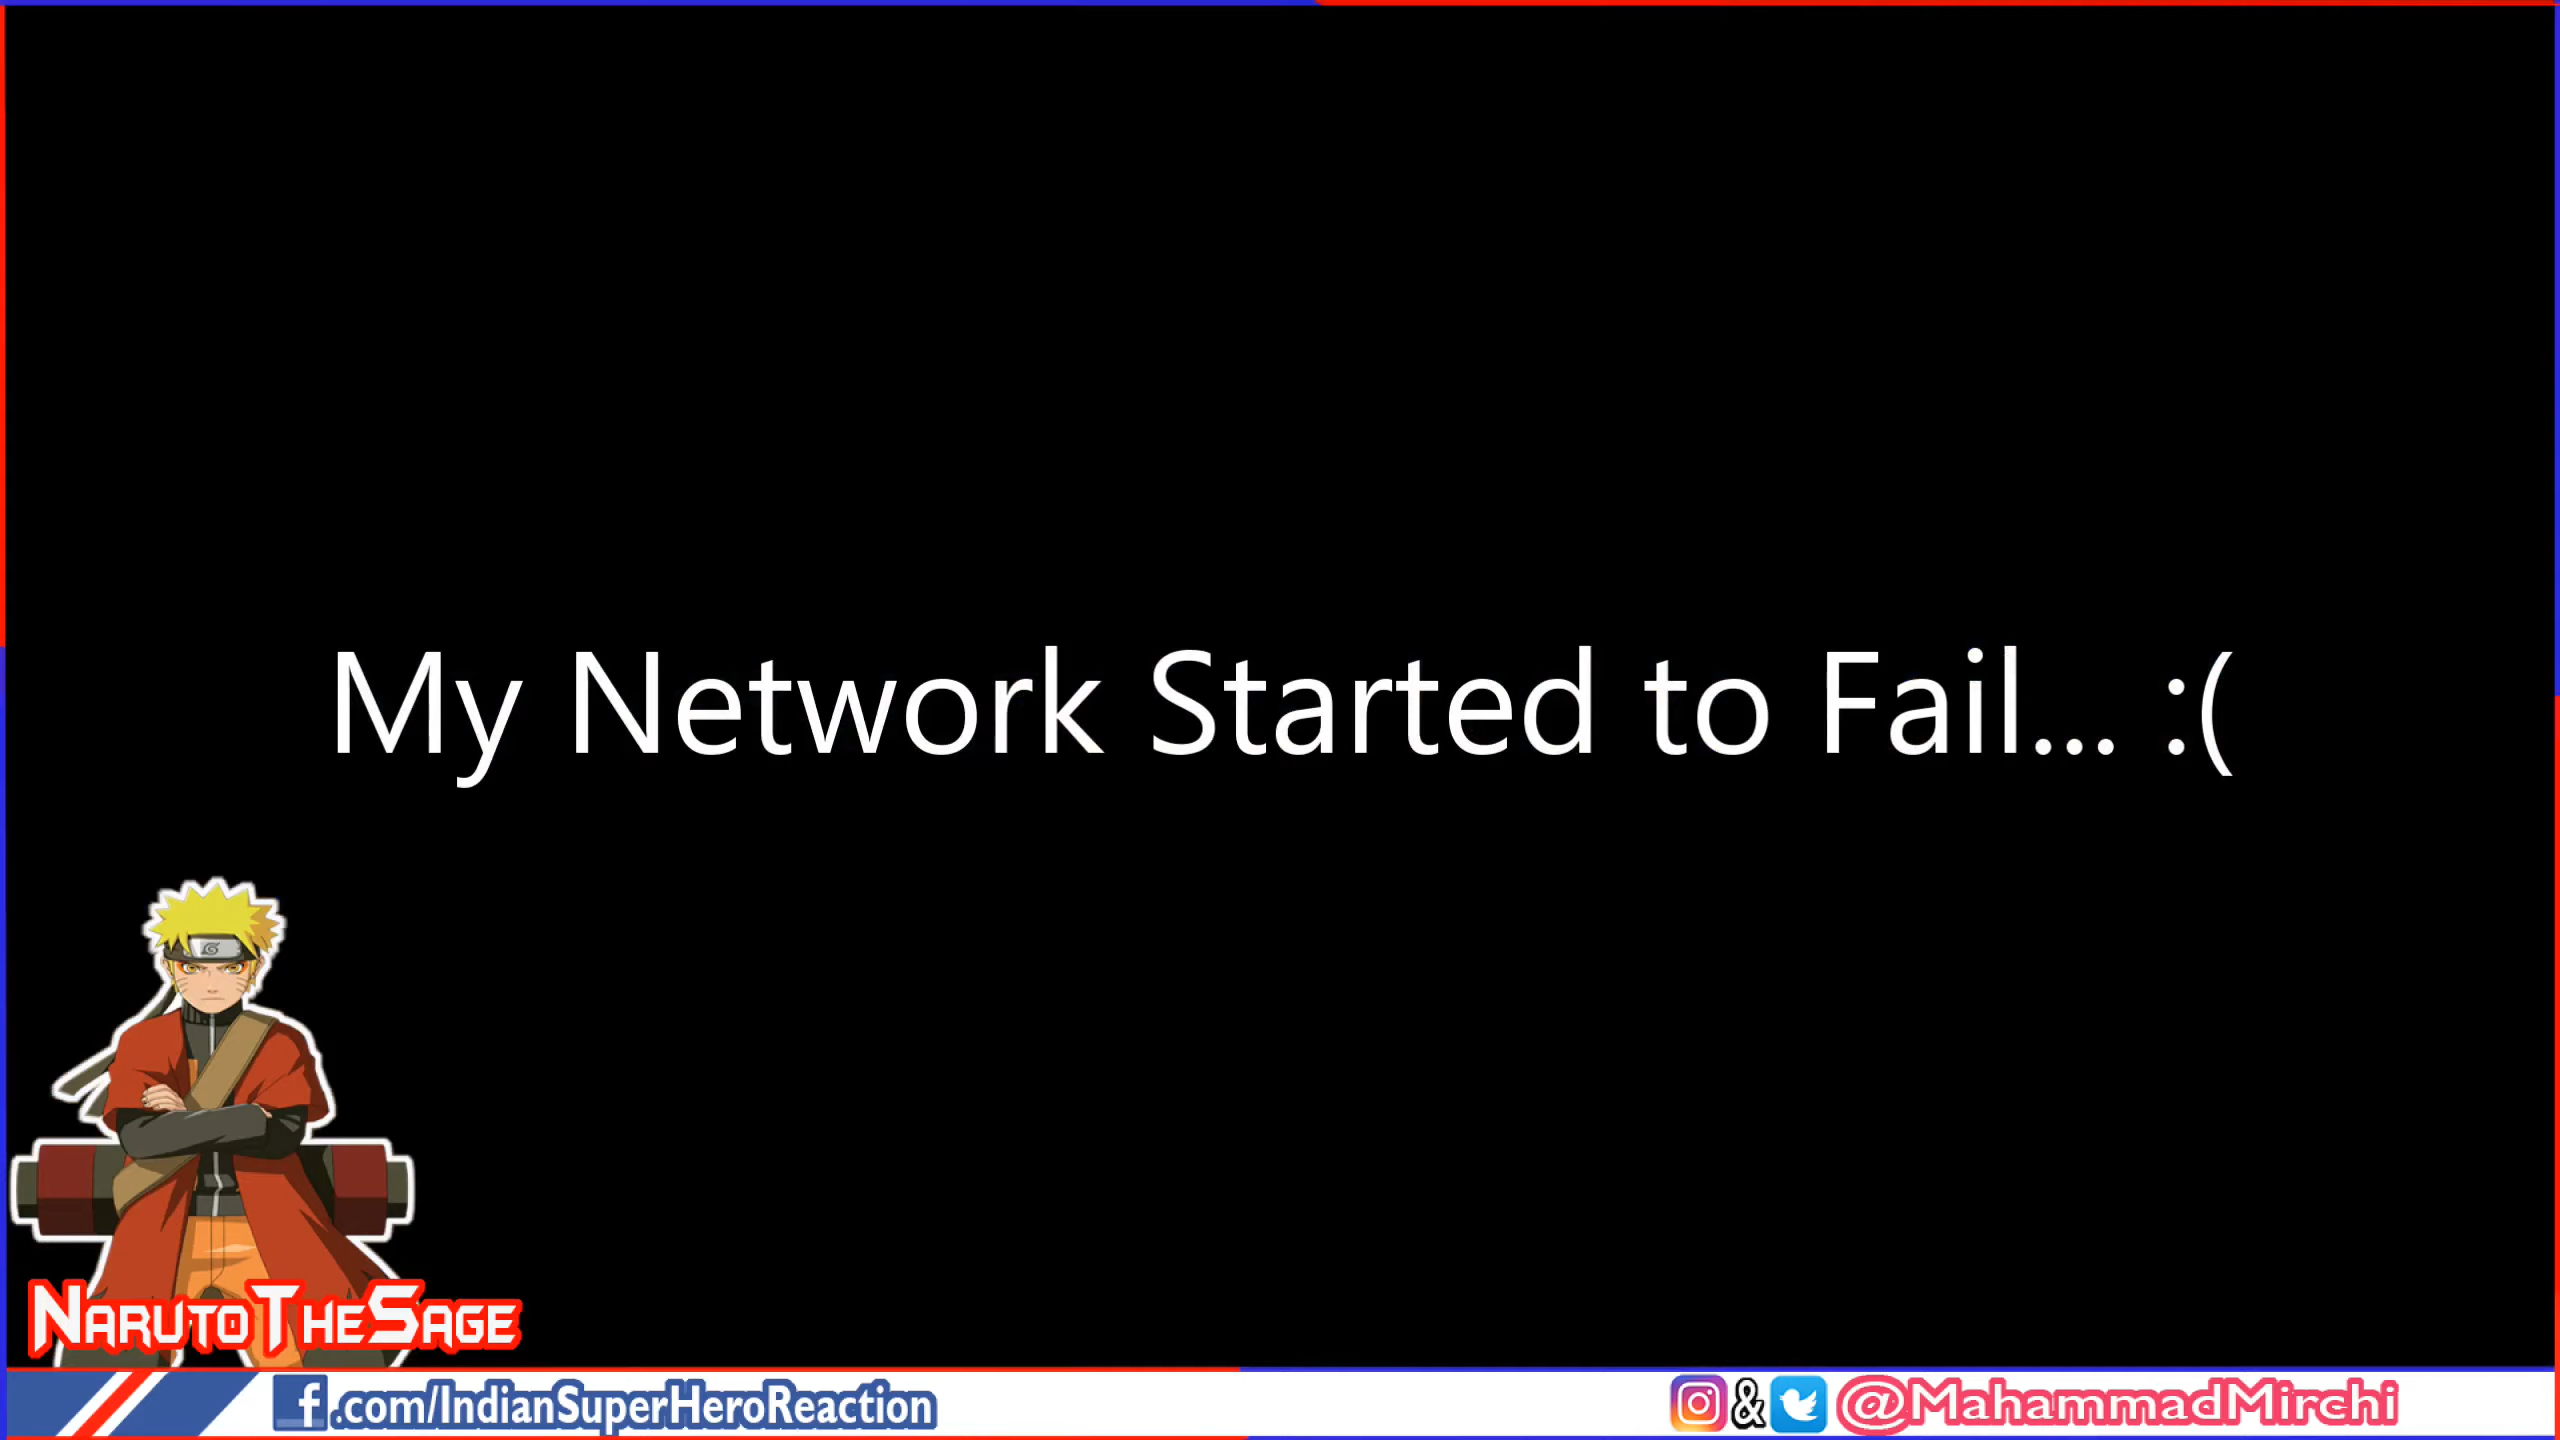 My Network Started to Fail... :(
NarutoTheSage
f.com/IndianSuperHeroReaction
& @MahammadMirchi